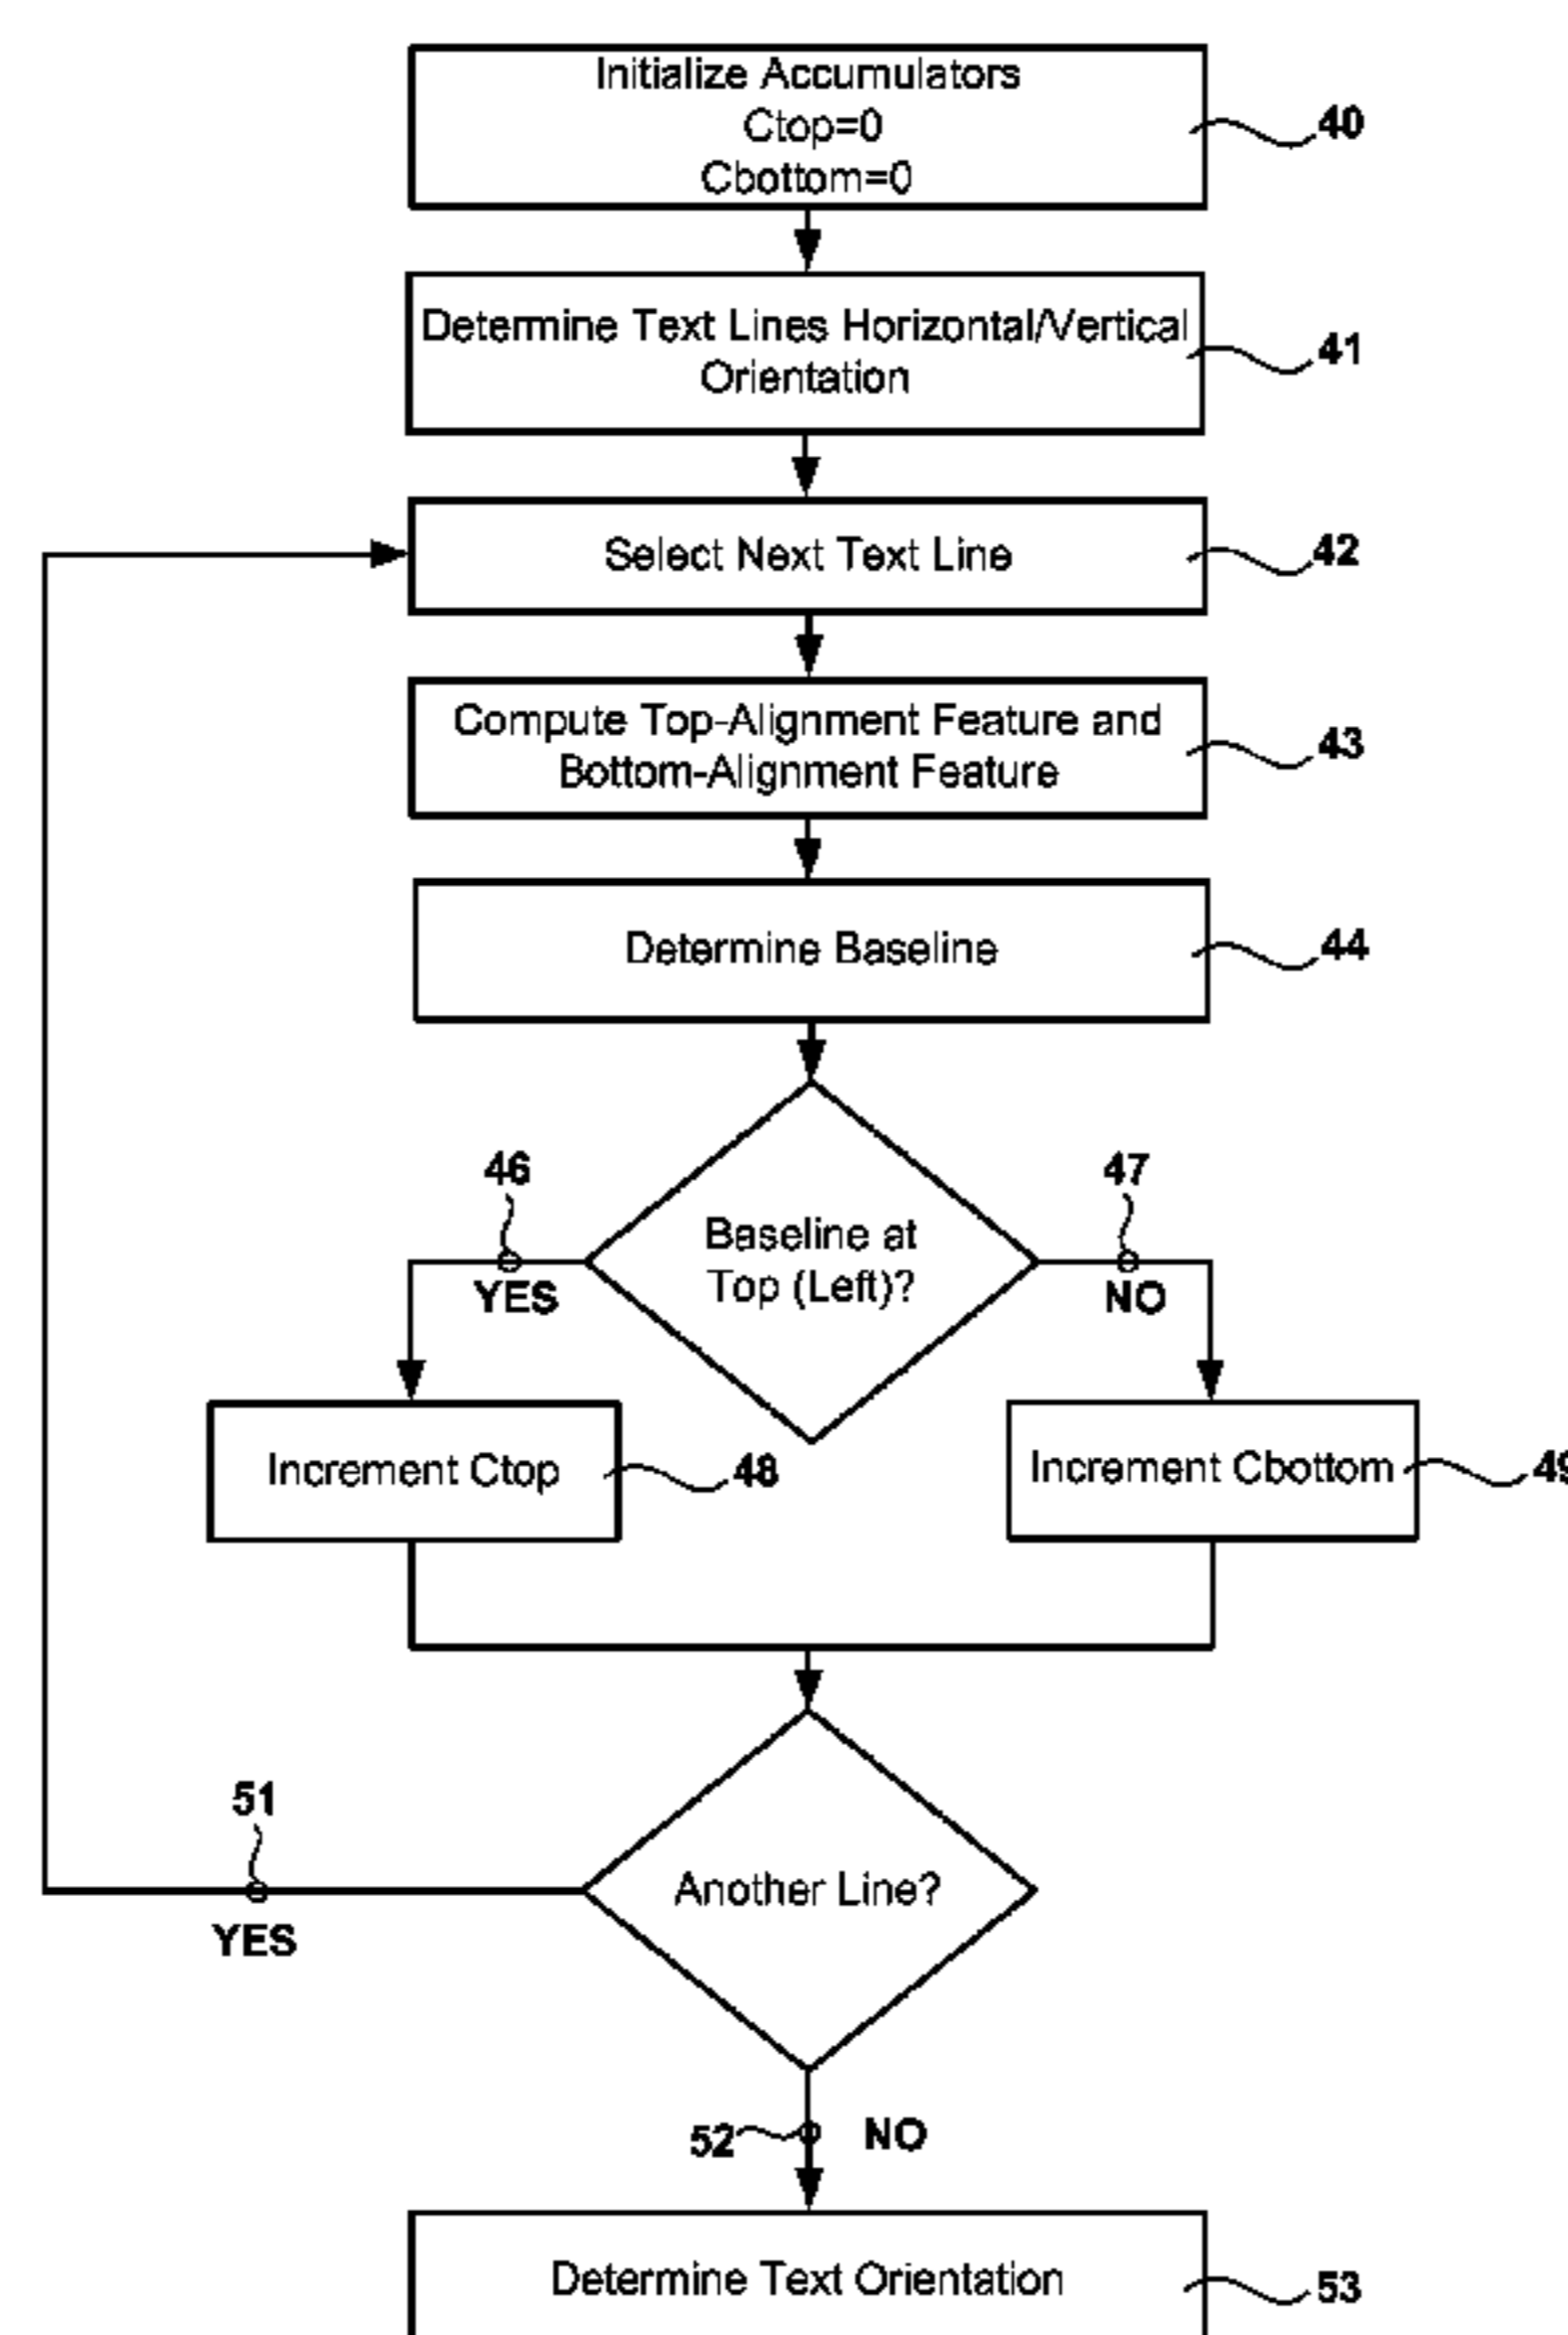 Initialize Accumulators
Ctop=0
Cbottom=0
40
Determine Text Lines Horizontal/Vertical
Orientation
41
Select Next Text Line
42
Compute Top-Alignment Feature and
Bottom-Alignment Feature
43
Determine Baseline
44
46
47
Baseline at
Top (Left)?
YES
NO
Increment Ctop
48
Increment Cbottom
49
51
Another Line?
YES
52
NO
Determine Text Orientation
53